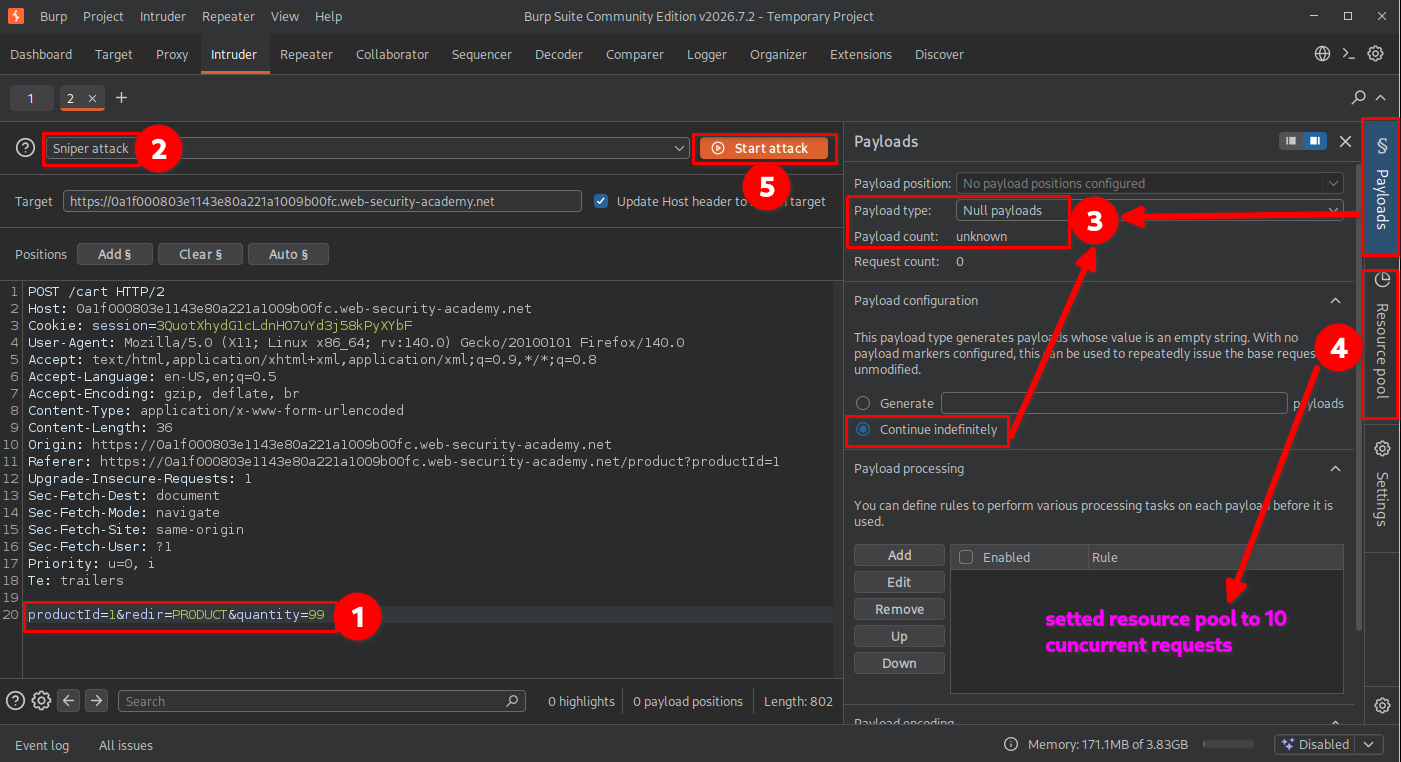 Burp Project Intruder Repeater View Help Burp Suite Community Edition v2026.7.2 - Temporary Project
Dashboard Target Proxy Intruder Repeater Collaborator Sequencer Decoder Comparer Logger Organizer Extensions Discover
1 2 × +
Sniper attack 2 Start attack
5
Target https://0a1f000803e1143e80a221a1009b00fc.web-security-academy.net Update Host header to target
Positions Add § Clear § Auto §
1 POST /cart HTTP/2
2 Host: 0a1f000803e1143e80a221a1009b00fc.web-security-academy.net
3 Cookie: session=3QuotXhydG1cLdnHO7uYd3j58kPyXYbF
4 User-Agent: Mozilla/5.0 (X11; Linux x86_64; rv:140.0) Gecko/20100101 Firefox/140.0
5 Accept: text/html,application/xhtml+xml,application/xml;q=0.9,*/*;q=0.8
6 Accept-Language: en-US,en;q=0.5
7 Accept-Encoding: gzip, deflate, br
8 Content-Type: application/x-www-form-urlencoded
9 Content-Length: 36
10 Origin: https://0a1f000803e1143e80a221a1009b00fc.web-security-academy.net
11 Referer: https://0a1f000803e1143e80a221a1009b00fc.web-security-academy.net/product?productId=1
12 Upgrade-Insecure-Requests: 1
13 Sec-Fetch-Dest: document
14 Sec-Fetch-Mode: navigate
15 Sec-Fetch-Site: same-origin
16 Sec-Fetch-User: ?1
17 Priority: u=0, i
18 Te: trailers
19
20 productId=1&redir=PRODUCT&quantity=99 1
Search 0 highlights 0 payload positions Length: 802
Payloads
Payload position: No payload positions configured
Payload type: Null payloads
3
Payload count: unknown
Request count: 0
Payload configuration
This payload type generates payloads whose value is an empty string. With no
payload markers configured, this can be used to repeatedly issue the base
unmodified.
Generate payloads
Continue indefinitely
Payload processing
You can define rules to perform various processing tasks on each payload before it is
used.
Add Enabled Rule
Edit
Remove
Up
Down
setted resource pool to 10
cuncurrent requests
Payload encoding
§ Payloads
Resource pool
4
Settings
Event log All issues Memory: 171.1MB of 3.83GB Disabled